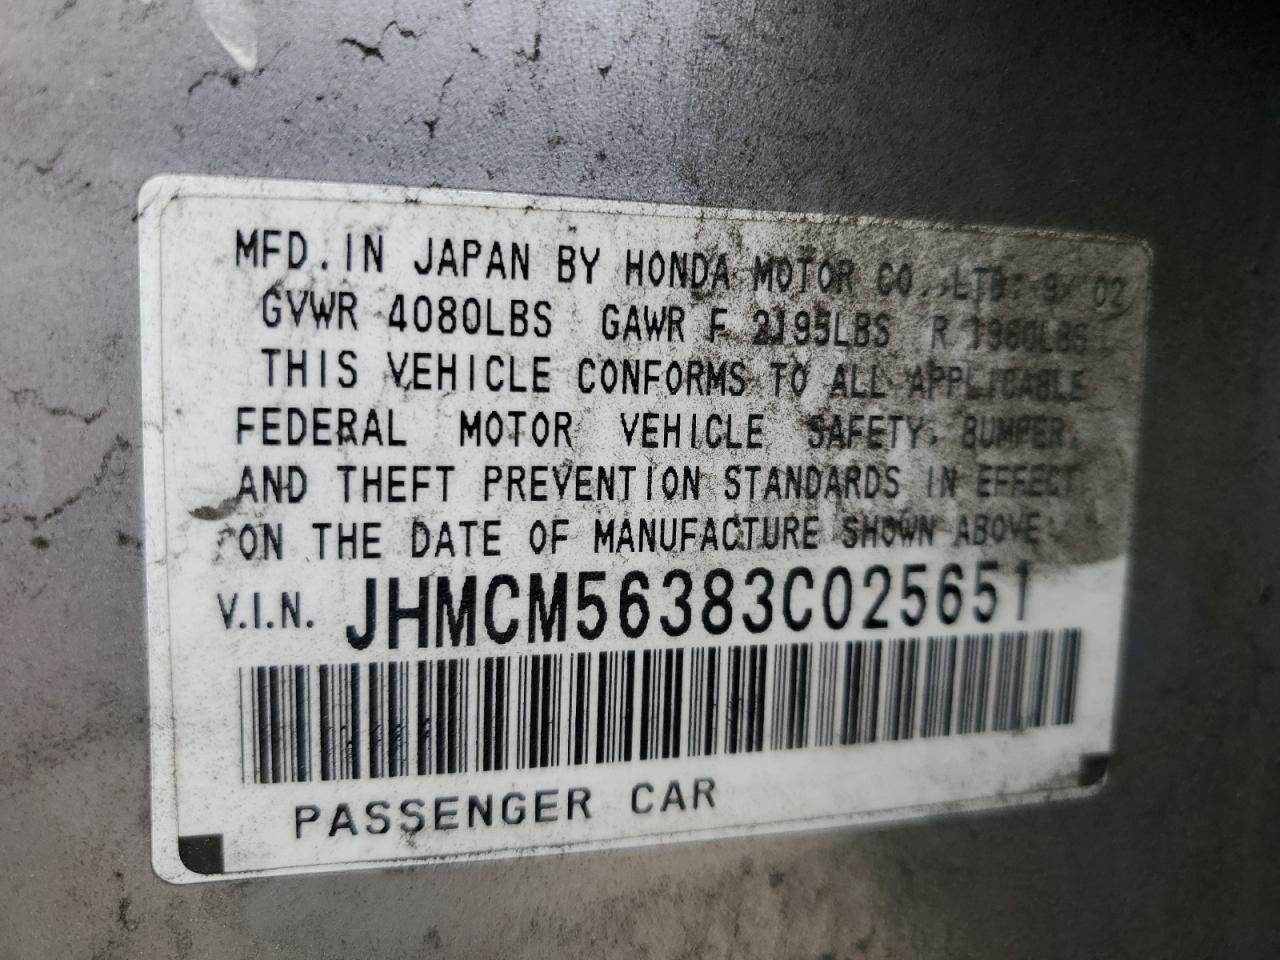 MFD. IN JAPAN BY HONDA MOTOR CO., LTD. 9/02
GVWR 4080LBS GAWR F 2195LBS R 1960LBS
THIS VEHICLE CONFORMS TO ALL APPLICABLE
FEDERAL MOTOR VEHICLE SAFETY, BUMPER,
AND THEFT PREVENTION STANDARDS IN EFFECT
ON THE DATE OF MANUFACTURE SHOWN ABOVE.
V.I.N. JHMCM56383C025651
PASSENGER CAR